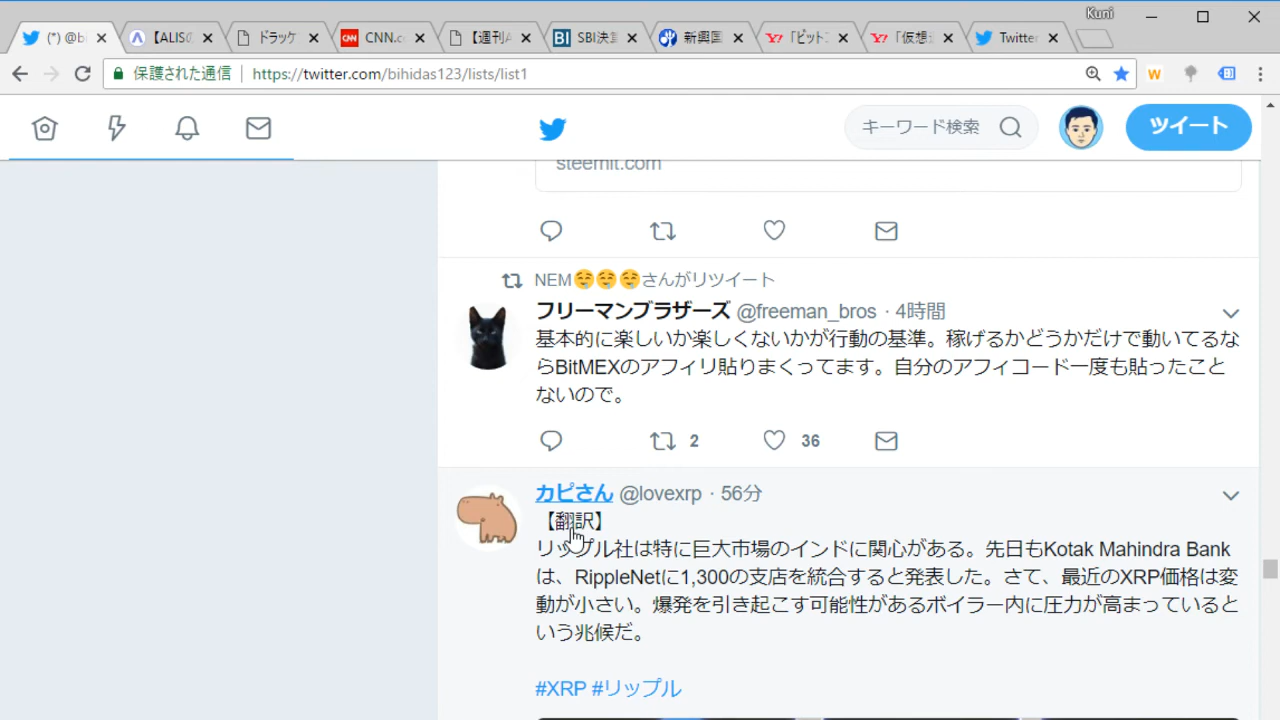 Kuni
(*) @bi
【ALISの
ドラッケ
CNN.c
【週刊A
SBI決算
新興国
「ビット
「仮想通
Twitter
保護された通信 https://twitter.com/bihidas123/lists/list1
キーワード検索
ツイート
steemit.com
NEM🤤🤤🤤さんがリツイート
フリーマンブラザーズ @freeman_bros · 4時間
基本的に楽しいか楽しくないかが行動の基準。稼げるかどうかだけで動いてるな
らBitMEXのアフィリ貼りまくってます。自分のアフィコード一度も貼ったこと
ないので。
2 36
カピさん @lovexrp · 56分
【翻訳】
リップル社は特に巨大市場のインドに関心がある。先日もKotak Mahindra Bank
は、RippleNetに1,300の支店を統合すると発表した。さて、最近のXRP価格は変
動が小さい。爆発を引き起こす可能性があるボイラー内に圧力が高まっていると
いう兆候だ。
#XRP #リップル